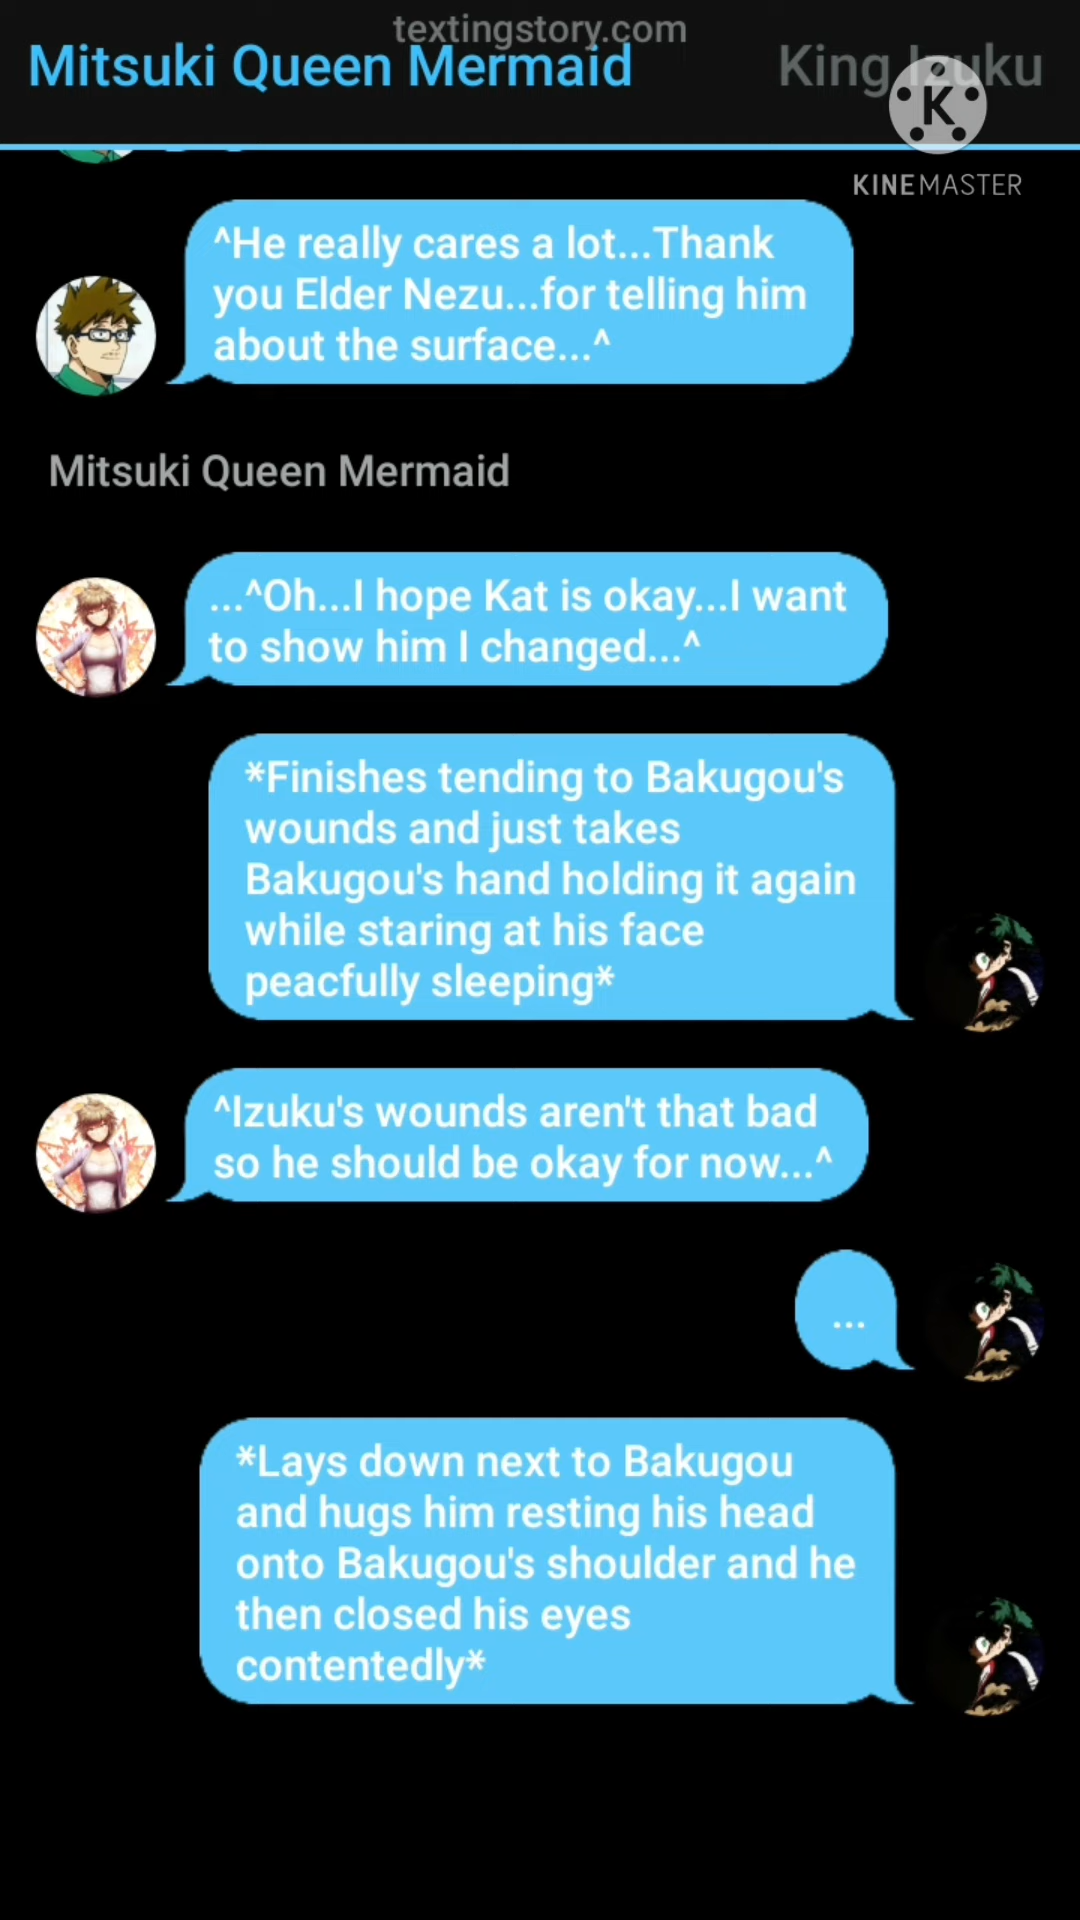 textingstory.com
Mitsuki Queen Mermaid
King Izuku
K
KINEMASTER
^He really cares a lot...Thank
you Elder Nezu...for telling him
about the surface...^
Mitsuki Queen Mermaid
...^Oh...I hope Kat is okay...I want
to show him I changed...^
*Finishes tending to Bakugou's
wounds and just takes
Bakugou's hand holding it again
while staring at his face
peacfully sleeping*
^Izuku's wounds aren't that bad
so he should be okay for now...^
...
*Lays down next to Bakugou
and hugs him resting his head
onto Bakugou's shoulder and he
then closed his eyes
contentedly*